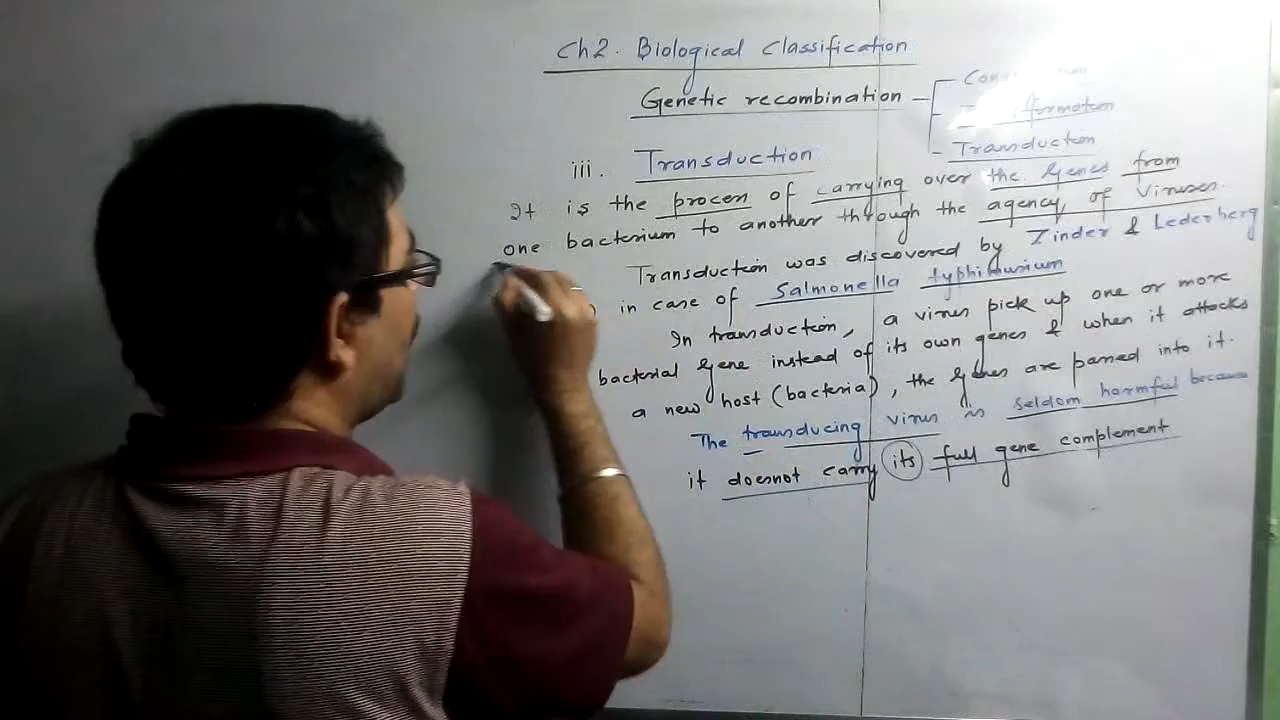 Ch2. Biological Classification
Genetic recombination
Transduction
iii. Transduction
It is the process of carrying over the genes from
one bacterium to another through the agency of Viruses.
Transduction was discovered by Zinder & Lederberg
in case of Salmonella typhimurium
In transduction, a virus pick up one or more
bacterial gene instead of its own genes & when it attacks
a new host (bacteria), the genes are passed into it.
The transducing virus is seldom harmful because
it doesnot carry its full gene complement